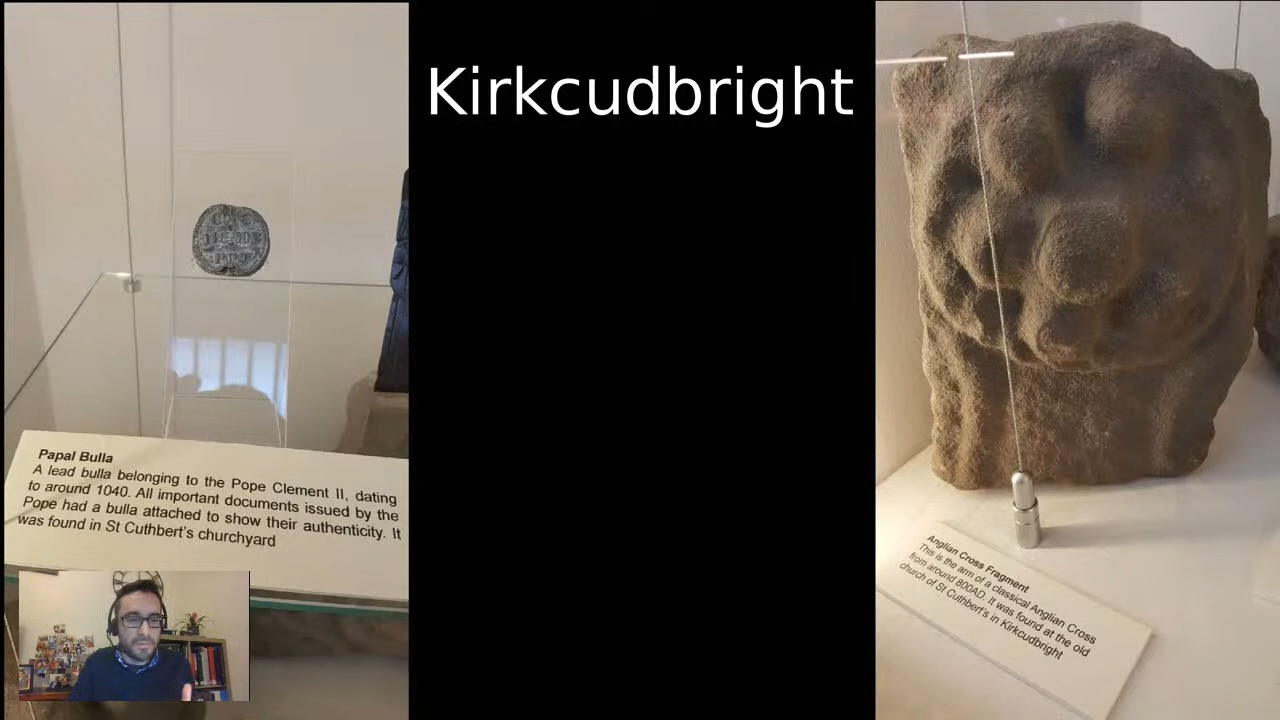 Kirkcudbright
Papal Bulla
A lead bulla belonging to the Pope Clement II, dating
to around 1040. All important documents issued by the
Pope had a bulla attached to show their authenticity. It
was found in St Cuthbert's churchyard
Anglian Cross Fragment
This is the arm of a classical Anglian Cross
from around 800AD. It was found at the old
church of St Cuthbert's in Kirkcudbright